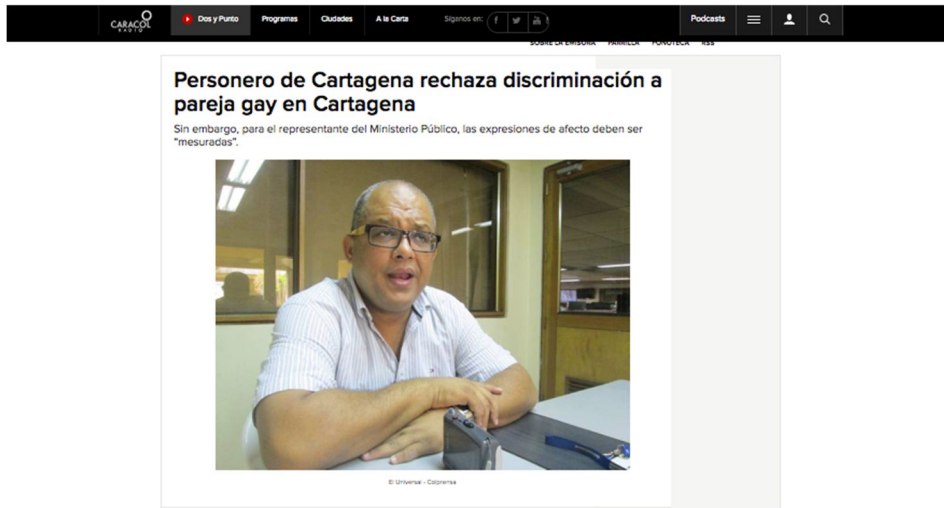 CARACOL
RADIO
Dos y Punto
Programas
Ciudades
A la Carta
Síganos en:
Podcasts
SOBRE LA EMISORA PARRILLA FONOTECA RSS
Personero de Cartagena rechaza discriminación a
pareja gay en Cartagena
Sin embargo, para el representante del Ministerio Público, las expresiones de afecto deben ser
"mesuradas".
El Universal - Colprensa